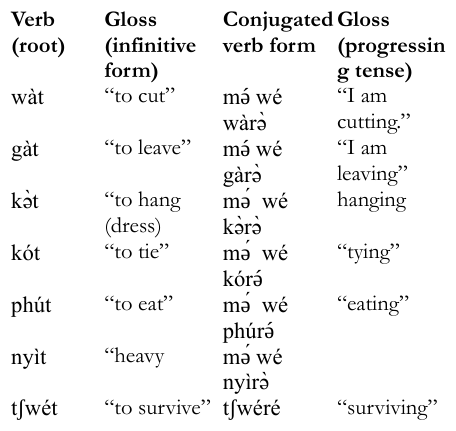 Verb Gloss Conjugated Gloss
(root) (infinitive verb form (progressin
form) g tense)
wàt “to cut” mə́ wé “I am
wàrə̀ cutting.”
gàt “to leave” mə́ wé “I am
gàrə̀ leaving”
kə̀t “to hang mə́ wé hanging
(dress) kə̀rə̀
kót “to tie” mə́ wé “tying”
kórə́
phút “to eat” mə́ wé “eating”
phúrə́
nyìt “heavy mə́ wé
nyìrə̀
tʃwét “to survive” tʃwéré “surviving”